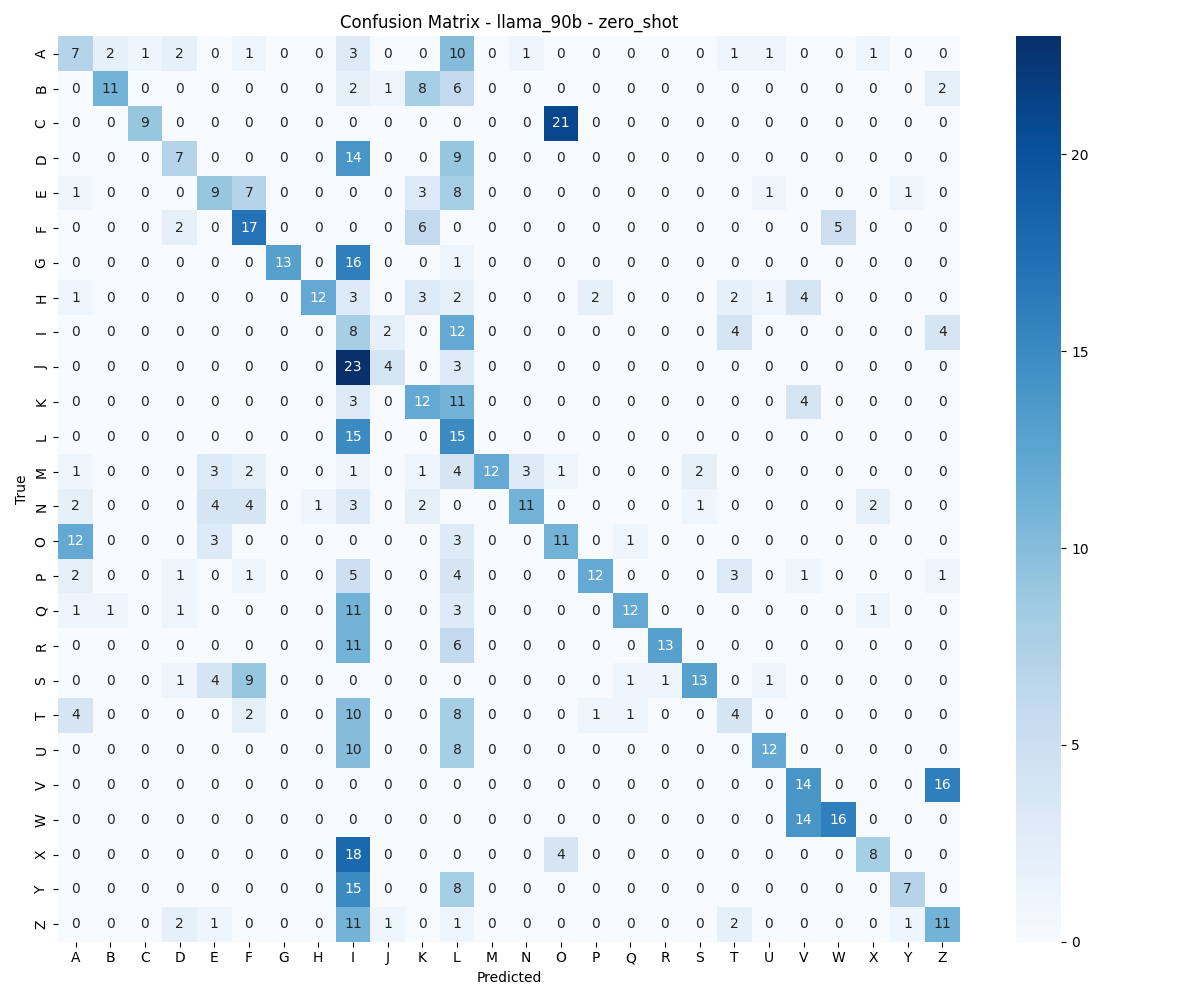 Confusion Matrix - llama_90b - zero_shot
A 7 2 1 2 0 1 0 0 3 0 0 10 0 1 0 0 0 0 0 1 1 0 0 1 0 0
B 0 11 0 0 0 0 0 0 2 1 8 6 0 0 0 0 0 0 0 0 0 0 0 0 0 2
C 0 0 9 0 0 0 0 0 0 0 0 0 0 0 21 0 0 0 0 0 0 0 0 0 0 0
D 0 0 0 7 0 0 0 0 14 0 0 9 0 0 0 0 0 0 0 0 0 0 0 0 0 0
E 1 0 0 0 9 7 0 0 0 0 3 8 0 0 0 0 0 0 0 0 1 0 0 0 1 0
F 0 0 0 2 0 17 0 0 0 0 6 0 0 0 0 0 0 0 0 0 0 0 5 0 0 0
G 0 0 0 0 0 0 13 0 16 0 0 1 0 0 0 0 0 0 0 0 0 0 0 0 0 0
H 1 0 0 0 0 0 0 12 3 0 3 2 0 0 0 2 0 0 0 2 1 4 0 0 0 0
I 0 0 0 0 0 0 0 0 8 2 0 12 0 0 0 0 0 0 0 4 0 0 0 0 0 4
J 0 0 0 0 0 0 0 0 23 4 0 3 0 0 0 0 0 0 0 0 0 0 0 0 0 0
K 0 0 0 0 0 0 0 0 3 0 12 11 0 0 0 0 0 0 0 0 0 4 0 0 0 0
L 0 0 0 0 0 0 0 0 15 0 0 15 0 0 0 0 0 0 0 0 0 0 0 0 0 0
M 1 0 0 0 3 2 0 0 1 0 1 4 12 3 1 0 0 0 2 0 0 0 0 0 0 0
N 2 0 0 0 4 4 0 1 3 0 2 0 0 11 0 0 0 0 1 0 0 0 0 2 0 0
O 12 0 0 0 3 0 0 0 0 0 0 3 0 0 11 0 1 0 0 0 0 0 0 0 0 0
P 2 0 0 1 0 1 0 0 5 0 0 4 0 0 0 12 0 0 0 3 0 1 0 0 0 1
Q 1 1 0 1 0 0 0 0 11 0 0 3 0 0 0 0 12 0 0 0 0 0 0 1 0 0
R 0 0 0 0 0 0 0 0 11 0 0 6 0 0 0 0 0 13 0 0 0 0 0 0 0 0
S 0 0 0 1 4 9 0 0 0 0 0 0 0 0 0 0 1 1 13 0 1 0 0 0 0 0
T 4 0 0 0 0 2 0 0 10 0 0 8 0 0 0 1 1 0 0 4 0 0 0 0 0 0
U 0 0 0 0 0 0 0 0 10 0 0 8 0 0 0 0 0 0 0 0 12 0 0 0 0 0
V 0 0 0 0 0 0 0 0 0 0 0 0 0 0 0 0 0 0 0 0 0 14 0 0 0 16
W 0 0 0 0 0 0 0 0 0 0 0 0 0 0 0 0 0 0 0 0 0 14 16 0 0 0
X 0 0 0 0 0 0 0 0 18 0 0 0 0 0 4 0 0 0 0 0 0 0 0 8 0 0
Y 0 0 0 0 0 0 0 0 15 0 0 8 0 0 0 0 0 0 0 0 0 0 0 0 7 0
Z 0 0 0 2 1 0 0 0 11 1 0 1 0 0 0 0 0 0 0 2 0 0 0 0 1 11
A B C D E F G H I J K L M N O P Q R S T U V W X Y Z
Predicted
True
20
15
10
5
0